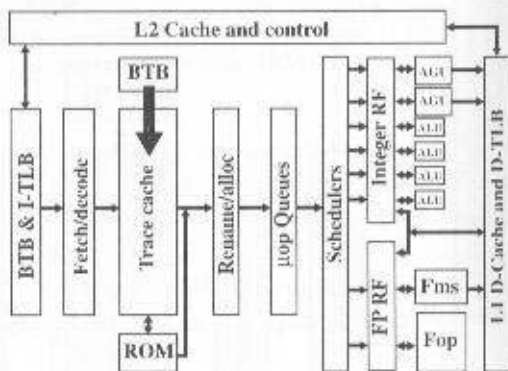 L2 Cache and control
BTB
BTB & I-TLB
Fetch/decode
Trace cache
ROM
Rename/alloc
µop Queues
Schedulers
Integer RF
FP RF
AGU
AGU
ALU
ALU
ALU
ALU
Fms
Fop
L1 D-Cache and D-TLB